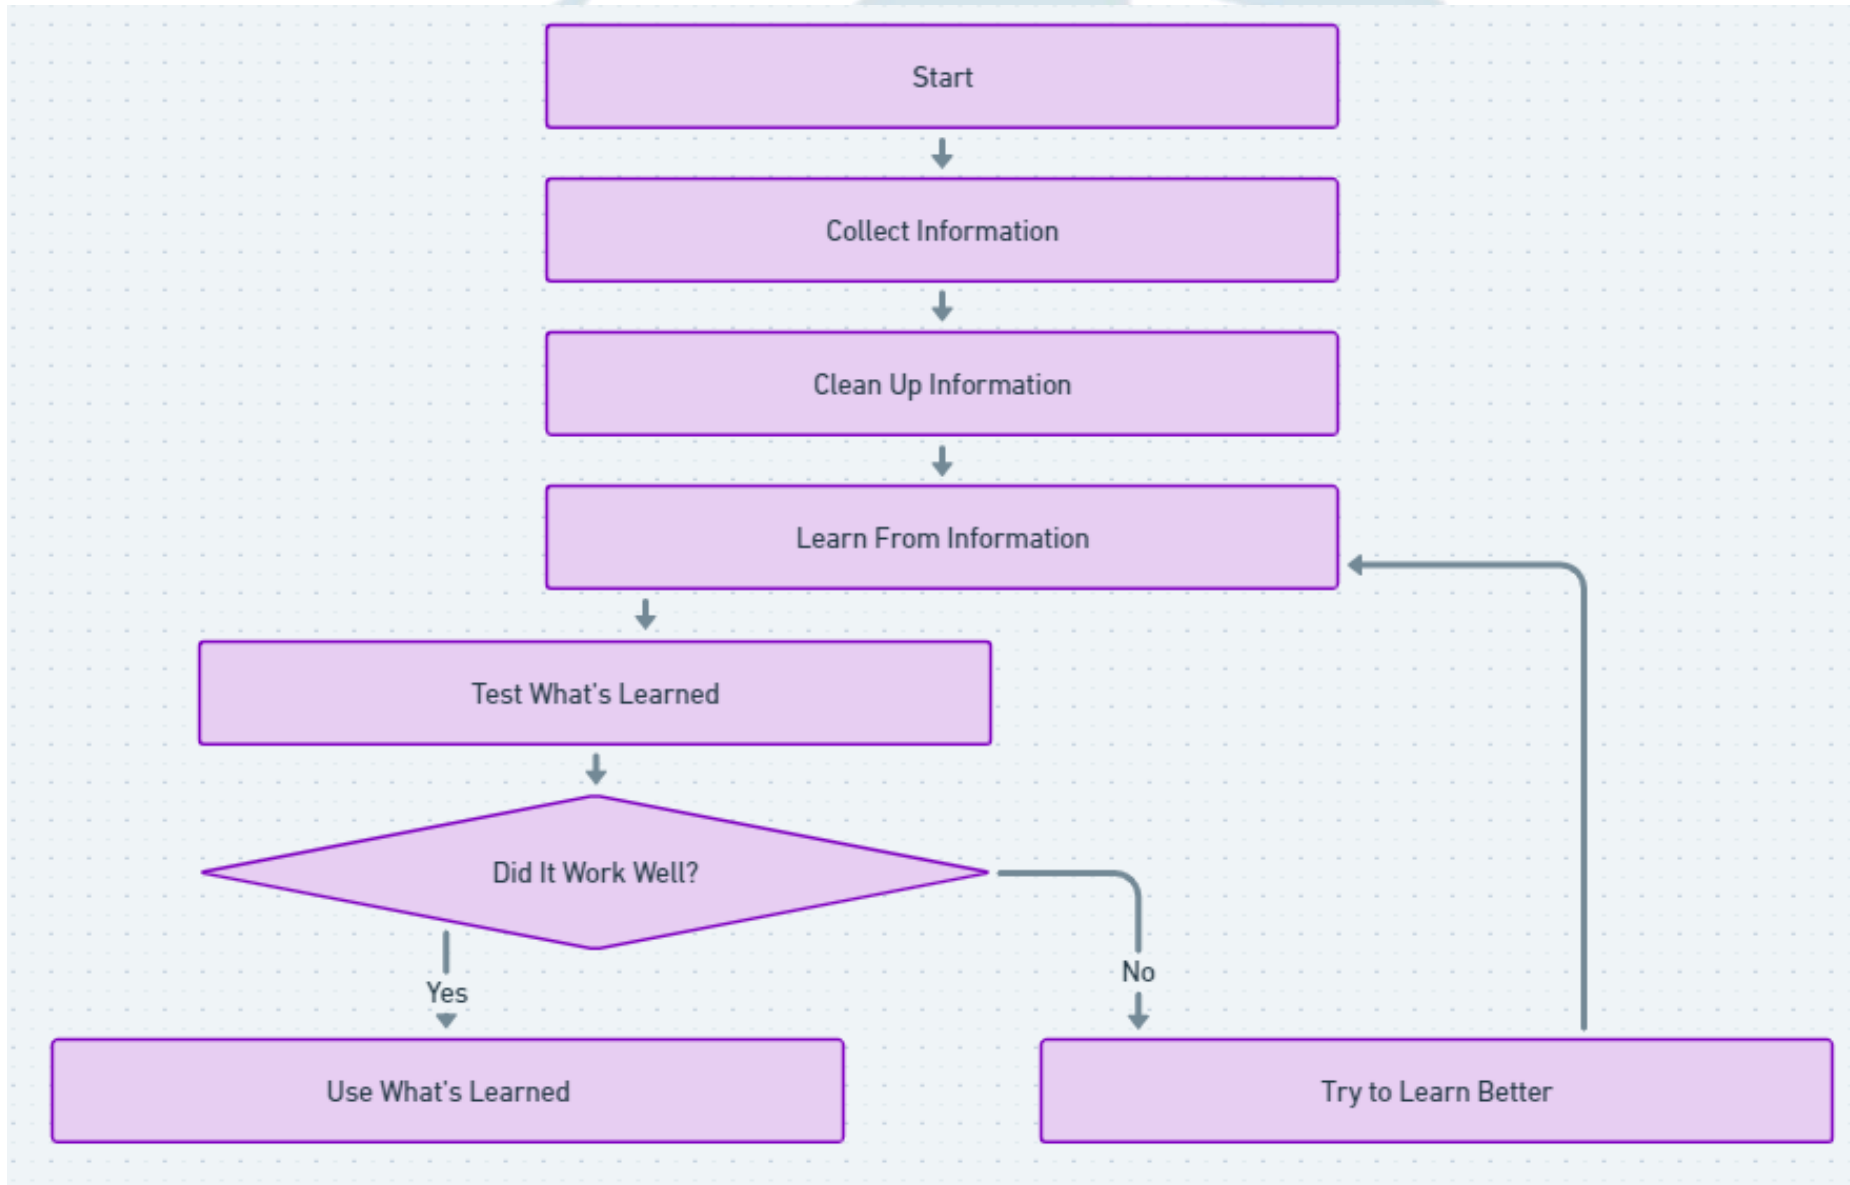 Start
Collect Information
Clean Up Information
Learn From Information
Test What's Learned
Did It Work Well?
No
Yes
Use What's Learned
Try to Learn Better